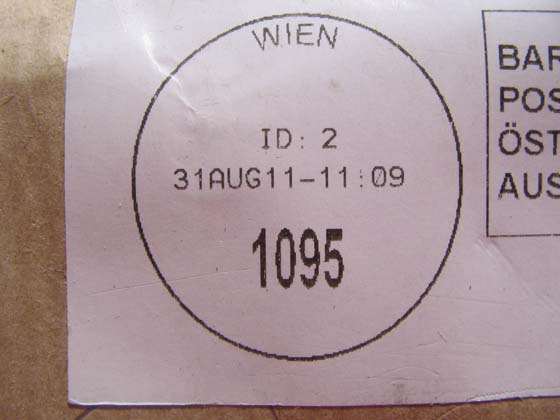 WIEN
ID: 2
31AUG11-11:09
1095
BAR
POS
ÖST
AUS